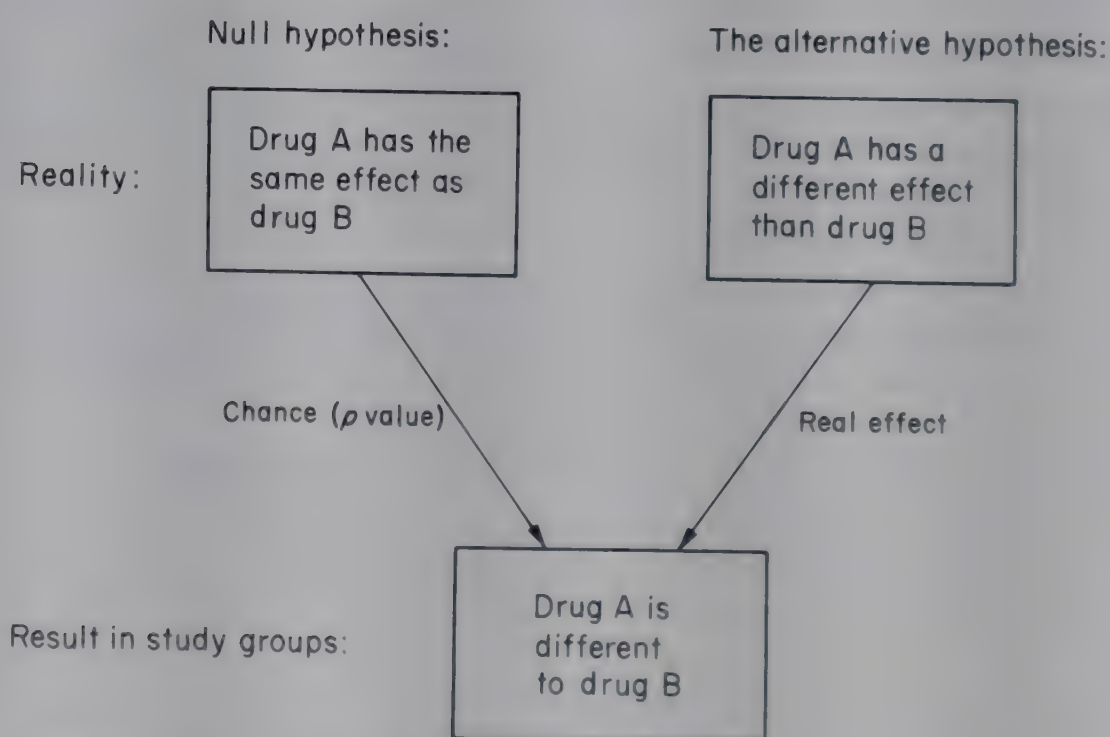 Null hypothesis:
The alternative hypothesis:
Reality:
Drug A has the
same effect as
drug B
Drug A has a
different effect
than drug B
Chance (p value)
Real effect
Result in study groups:
Drug A is
different
to drug B